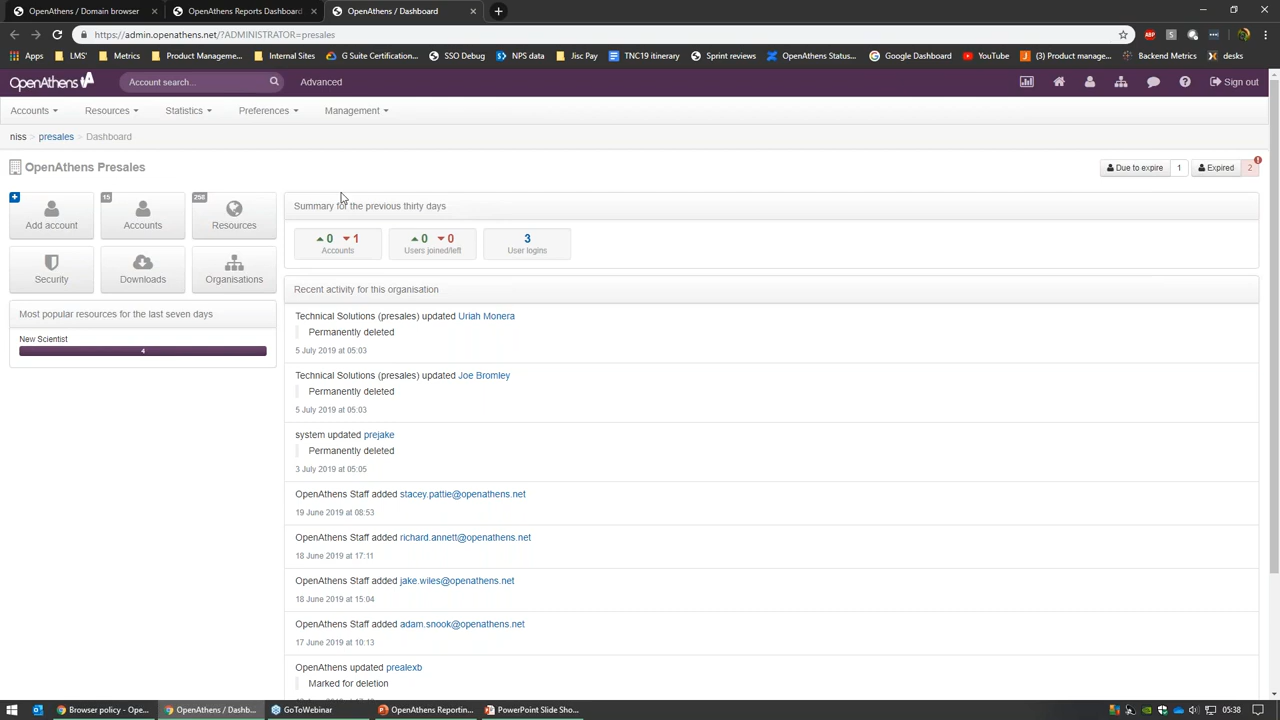 OpenAthens / Domain browser
OpenAthens Reports Dashboard
OpenAthens / Dashboard
https://admin.openathens.net/?ADMINISTRATOR=presales
Apps
LMS'
Metrics
Product Manageme...
Internal Sites
G Suite Certification...
SSO Debug
NPS data
Jisc Pay
TNC19 itinerary
Sprint reviews
OpenAthens Status...
Google Dashboard
YouTube
(3) Product manage...
Backend Metrics
desks
OpenAthens
Account search...
Advanced
Sign out
Accounts
Resources
Statistics
Preferences
Management
niss > presales > Dashboard
OpenAthens Presales
Due to expire 1
Expired 2
Add account
15
Accounts
258
Resources
Security
Downloads
Organisations
Most popular resources for the last seven days
New Scientist
4
Summary for the previous thirty days
0 1
Accounts
0 0
Users joined/left
3
User logins
Recent activity for this organisation
Technical Solutions (presales) updated Uriah Monera
Permanently deleted
5 July 2019 at 05:03
Technical Solutions (presales) updated Joe Bromley
Permanently deleted
5 July 2019 at 05:03
system updated prejake
Permanently deleted
3 July 2019 at 05:05
OpenAthens Staff added stacey.pattie@openathens.net
19 June 2019 at 08:53
OpenAthens Staff added richard.annett@openathens.net
18 June 2019 at 17:11
OpenAthens Staff added jake.wiles@openathens.net
18 June 2019 at 15:04
OpenAthens Staff added adam.snook@openathens.net
17 June 2019 at 10:13
OpenAthens updated prealexb
Marked for deletion
Browser policy - Ope...
OpenAthens / Dashb...
GoToWebinar
OpenAthens Reportin...
PowerPoint Slide Sho...
05:38